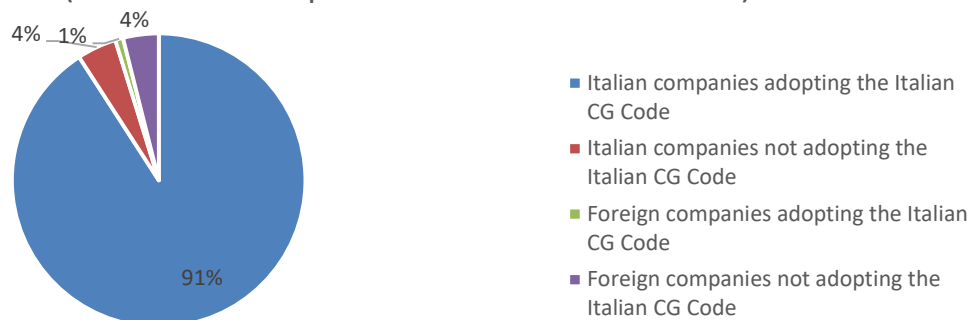 4% 1% 4%
91%
Italian companies adopting the Italian
CG Code
Italian companies not adopting the
Italian CG Code
Foreign companies adopting the Italian
CG Code
Foreign companies not adopting the
Italian CG Code